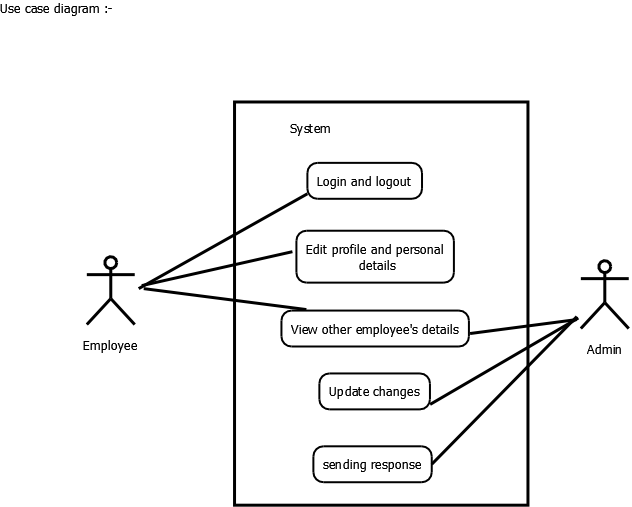 Use case diagram :-
System
Login and logout
Edit profile and personal
details
View other employee's details
Employee
Admin
Update changes
sending response